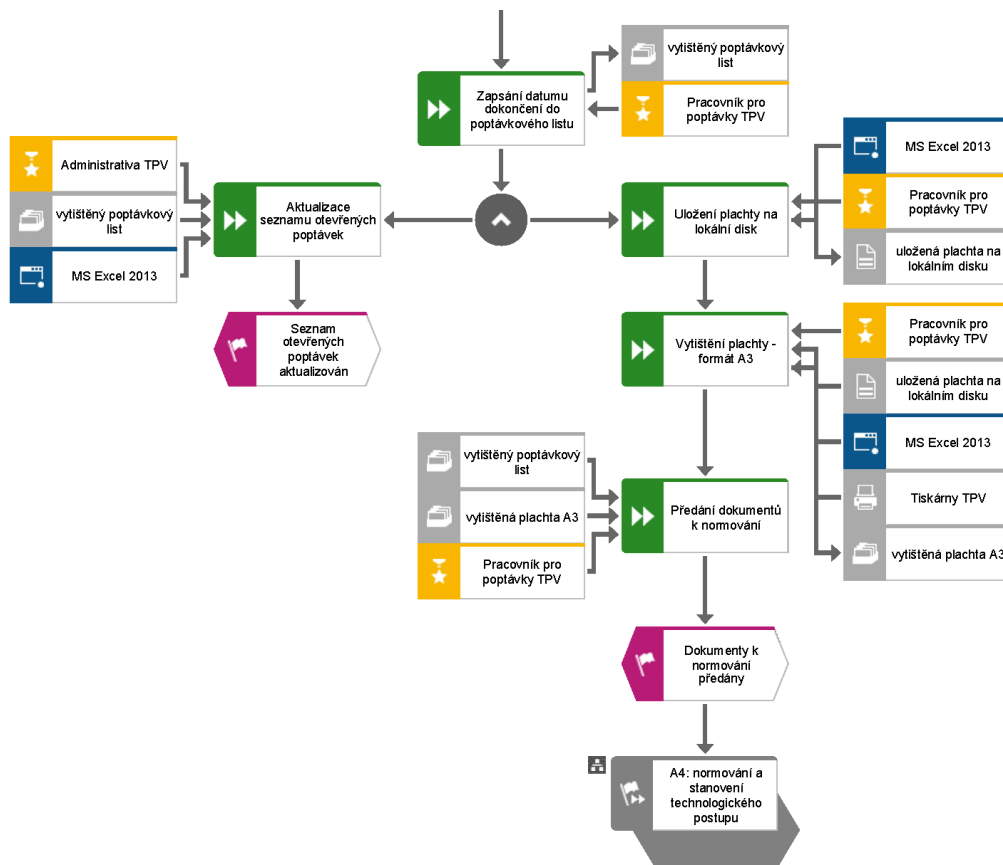 vytištěný poptávkový
list
Zapsání datumu
dokončení do
poptávkového listu
Pracovník pro
poptávky TPV
Administrativa TPV
vytištěný poptávkový
list
MS Excel 2013
Aktualizace
seznamu otevřených
poptávek
Uložení plachty na
lokální disk
MS Excel 2013
Pracovník pro
poptávky TPV
uložená plachta na
lokálním disku
Seznam
otevřených
poptávek
aktualizován
Vytištění plachty -
formát A3
Pracovník pro
poptávky TPV
uložená plachta na
lokálním disku
MS Excel 2013
Tiskárny TPV
vytištěná plachta A3
vytištěný poptávkový
list
vytištěná plachta A3
Pracovník pro
poptávky TPV
Předání dokumentů
k normování
Dokumenty k
normování
předány
A4: normování a
stanovení
technologického
postupu